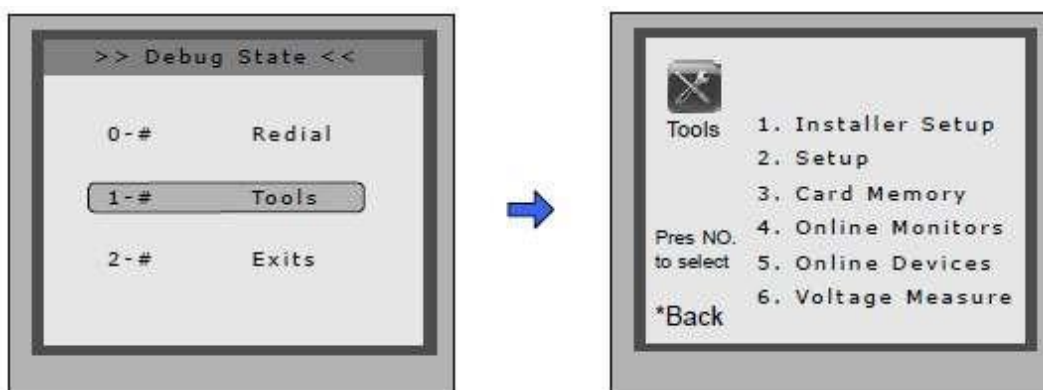 >> Debug State <<
0-# Redial
1-# Tools
2-# Exits
Tools
1. Installer Setup
2. Setup
3. Card Memory
4. Online Monitors
5. Online Devices
6. Voltage Measure
Pres NO.
to select
*Back